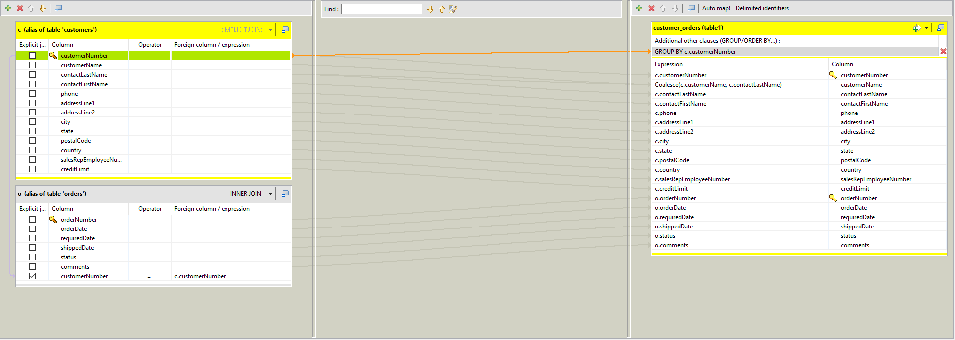 Find :
Auto map! Delimited identifiers
c (alias of table 'customers')
Explicit j... Column Operator Foreign column / expression
customerNumber
customerName
contactLastName
contactFirstName
phone
addressLine1
addressLine2
city
state
postalCode
country
salesRepEmployeeNu...
creditLimit
o (alias of table 'orders') INNER JOIN
Explicit j... Column Operator Foreign column / expression
orderNumber
orderDate
requiredDate
shippedDate
status
comments
customerNumber = c.customerNumber
customer_orders (table1)
Additional other clauses (GROUP/ORDER BY...) :
GROUP BY c.customerNumber
Expression Column
c.customerNumber customerNumber
Coalesce(c.customerName, c.contactLastName) customerName
c.contactLastName contactLastName
c.contactFirstName contactFirstName
c.phone phone
c.addressLine1 addressLine1
c.addressLine2 addressLine2
c.city city
c.state state
c.postalCode postalCode
c.country country
c.salesRepEmployeeNumber salesRepEmployeeNumber
c.creditLimit creditLimit
o.orderNumber orderNumber
o.orderDate orderDate
o.requiredDate requiredDate
o.shippedDate shippedDate
o.status status
o.comments comments